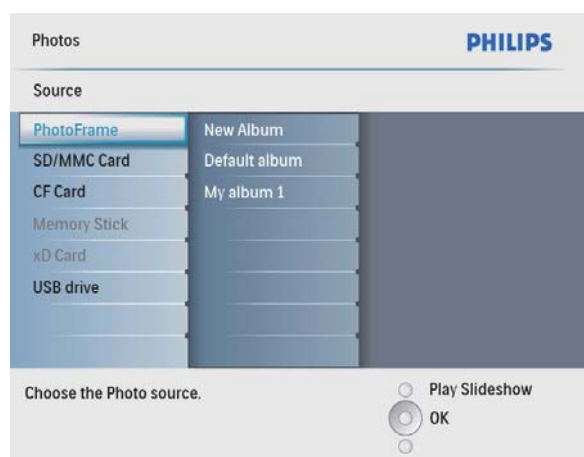 Photos
PHILIPS
Source
PhotoFrame
New Album
SD/MMC Card
Default album
CF Card
My album 1
Memory Stick
xD Card
USB drive
Choose the Photo source.
Play Slideshow
OK